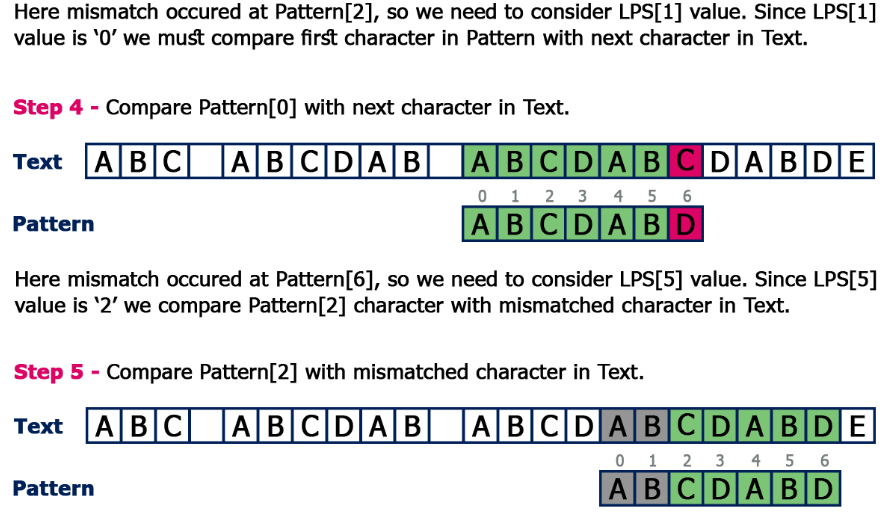 Here mismatch occured at Pattern[2], so we need to consider LPS[1] value. Since LPS[1]
value is ‘0’ we must compare first character in Pattern with next character in Text.
Step 4 - Compare Pattern[0] with next character in Text.
Text A B C A B C D A B A B C D A B C D A B D E
0 1 2 3 4 5 6
Pattern A B C D A B D
Here mismatch occured at Pattern[6], so we need to consider LPS[5] value. Since LPS[5]
value is ‘2’ we compare Pattern[2] character with mismatched character in Text.
Step 5 - Compare Pattern[2] with mismatched character in Text.
Text A B C A B C D A B A B C D A B C D A B D E
0 1 2 3 4 5 6
Pattern A B C D A B D